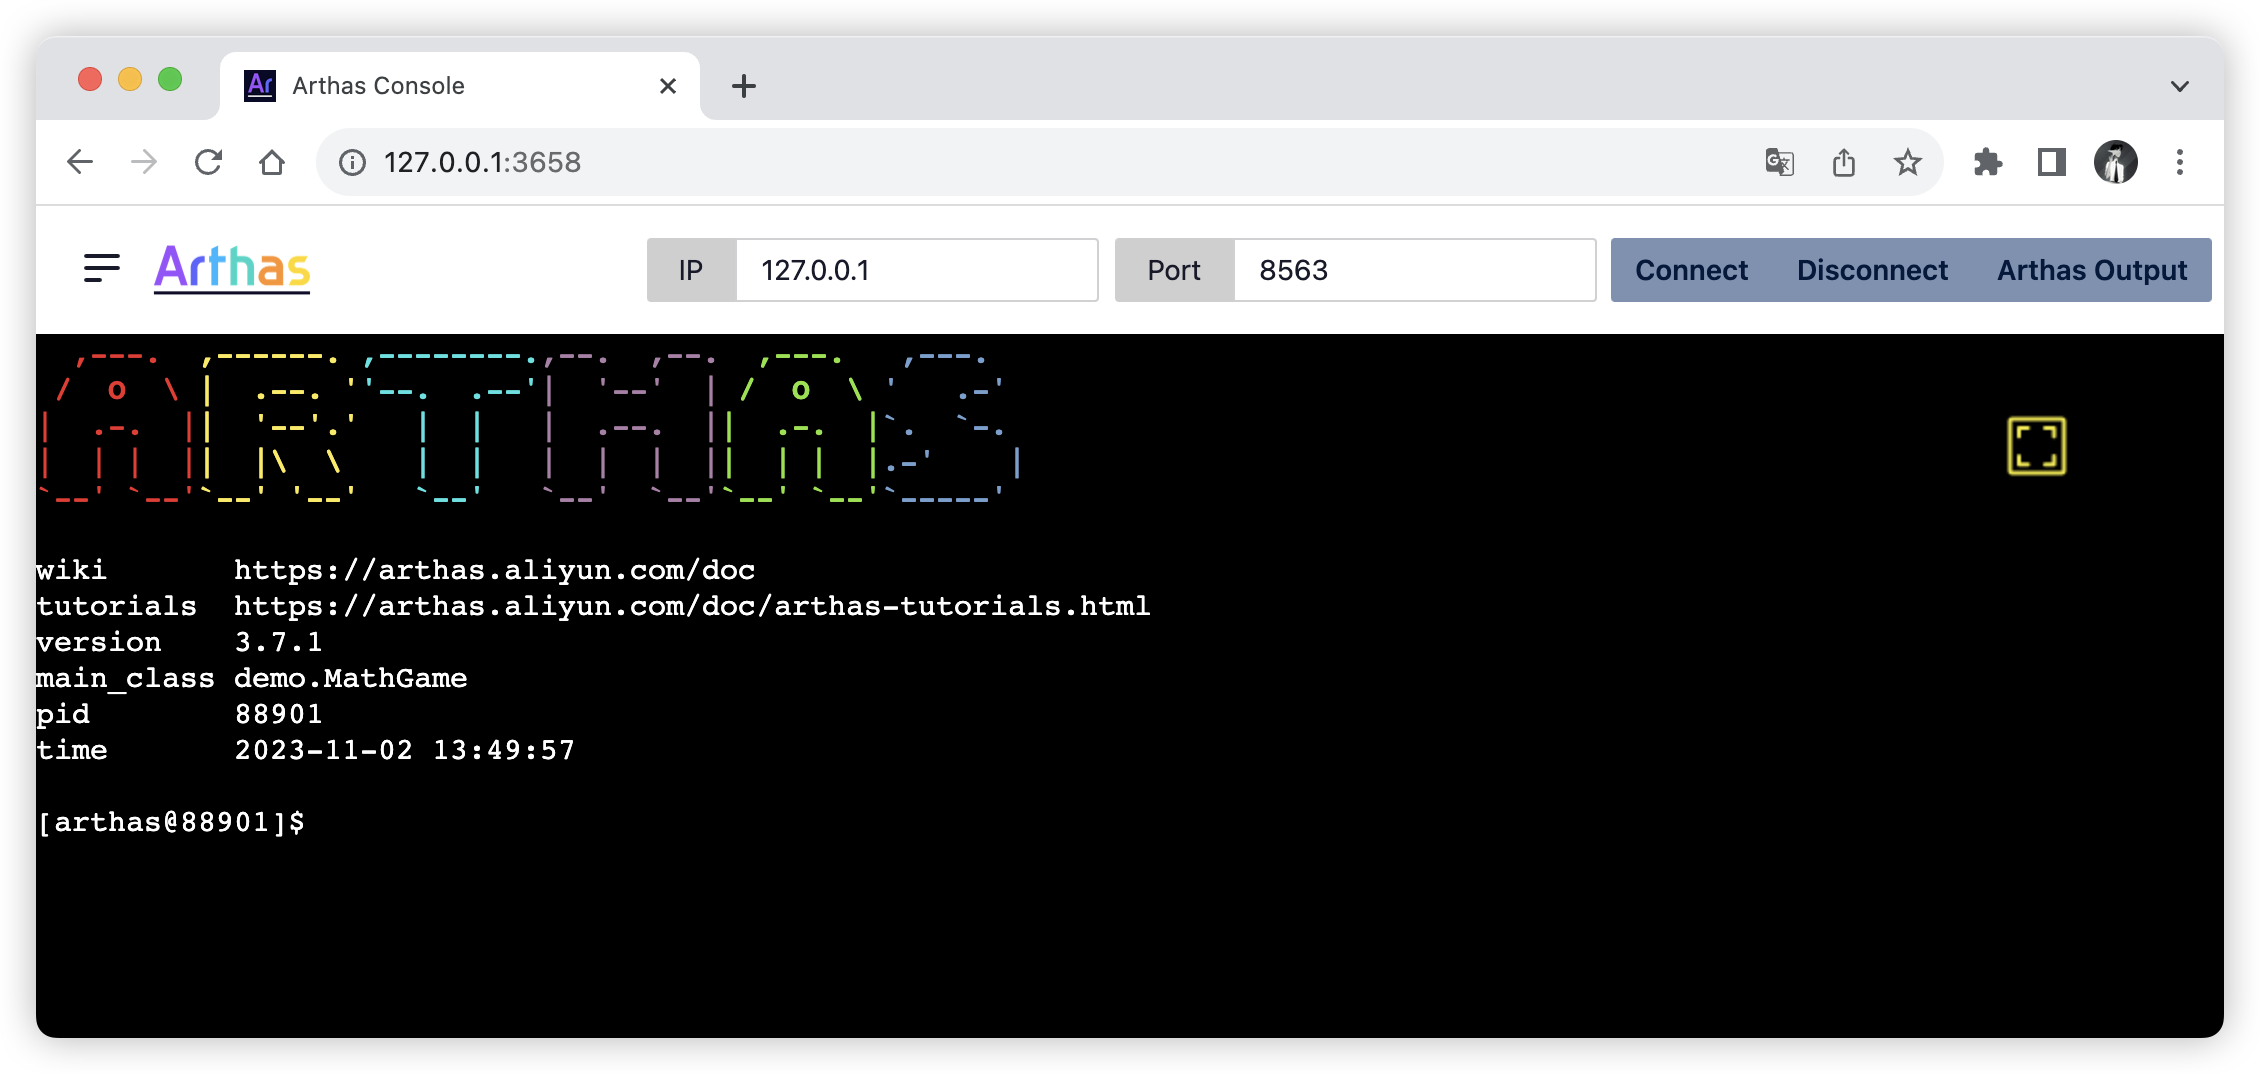 Arthas Console
127.0.0.1:3658
Arthas
IP 127.0.0.1 Port 8563 Connect Disconnect Arthas Output
ARTHAS
wiki https://arthas.aliyun.com/doc
tutorials https://arthas.aliyun.com/doc/arthas-tutorials.html
version 3.7.1
main_class demo.MathGame
pid 88901
time 2023-11-02 13:49:57
[arthas@88901]$